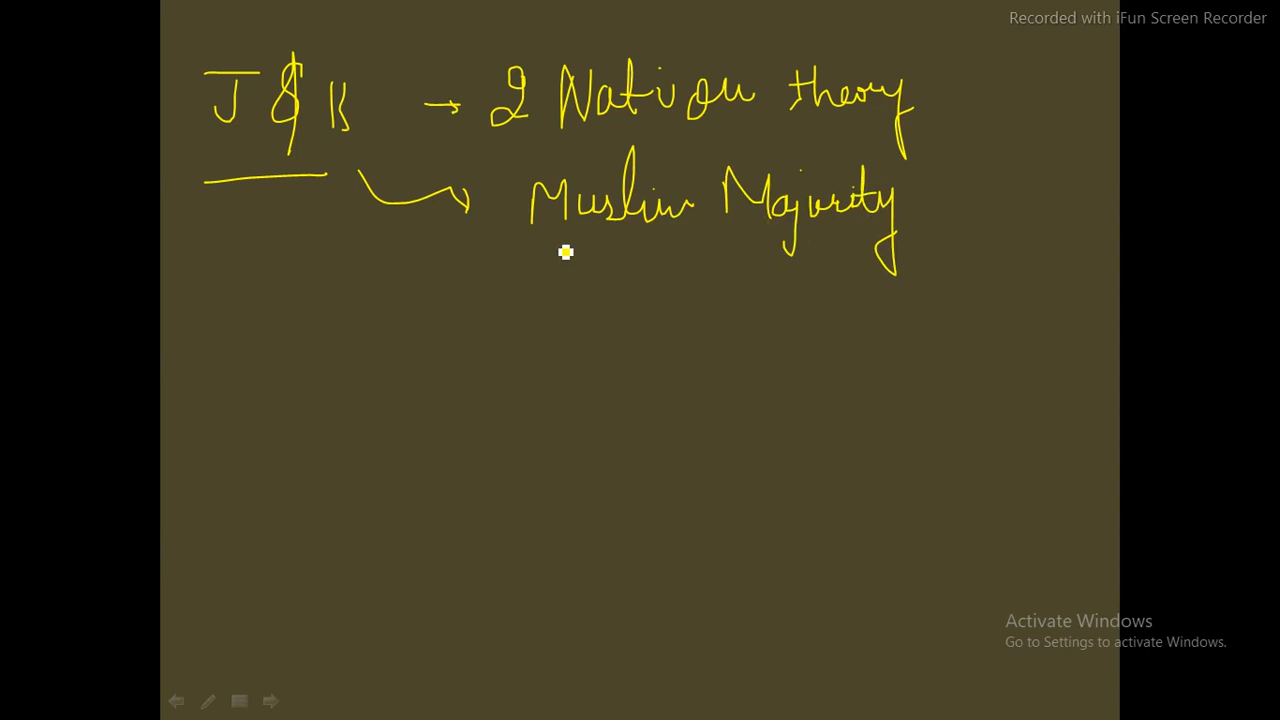 Recorded with iFun Screen Recorder
J & K → 2 Nation theory
→ Muslim Majority
Activate Windows
Go to Settings to activate Windows.